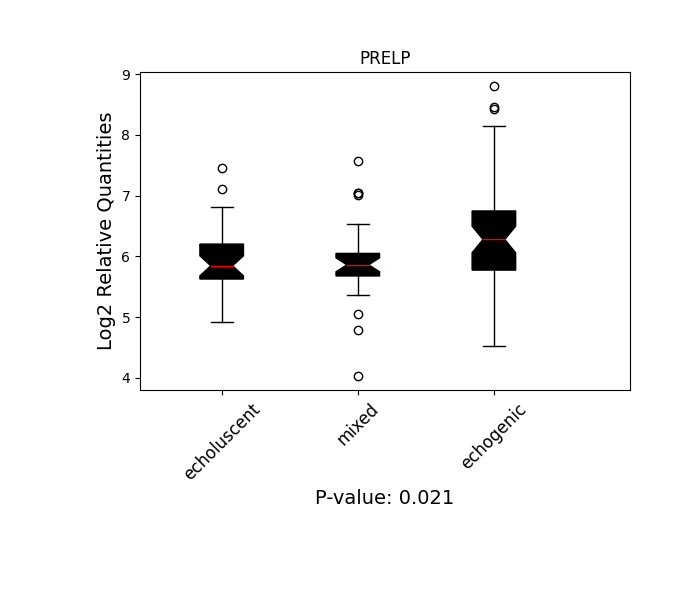 PRELP
Log2 Relative Quantities
9
8
7
6
5
4
echoluscent
mixed
echogenic
P-value: 0.021